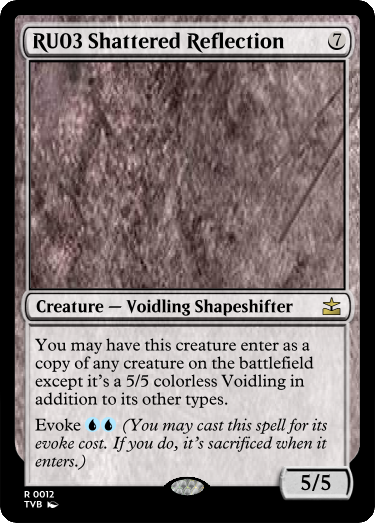 RU03 Shattered Reflection 7
Creature — Voidling Shapeshifter
You may have this creature enter as a
copy of any creature on the battlefield
except it's a 5/5 colorless Voidling in
addition to its other types.
Evoke (You may cast this spell for its
evoke cost. If you do, it's sacrificed when it
enters.)
5/5
R 0012
TVB